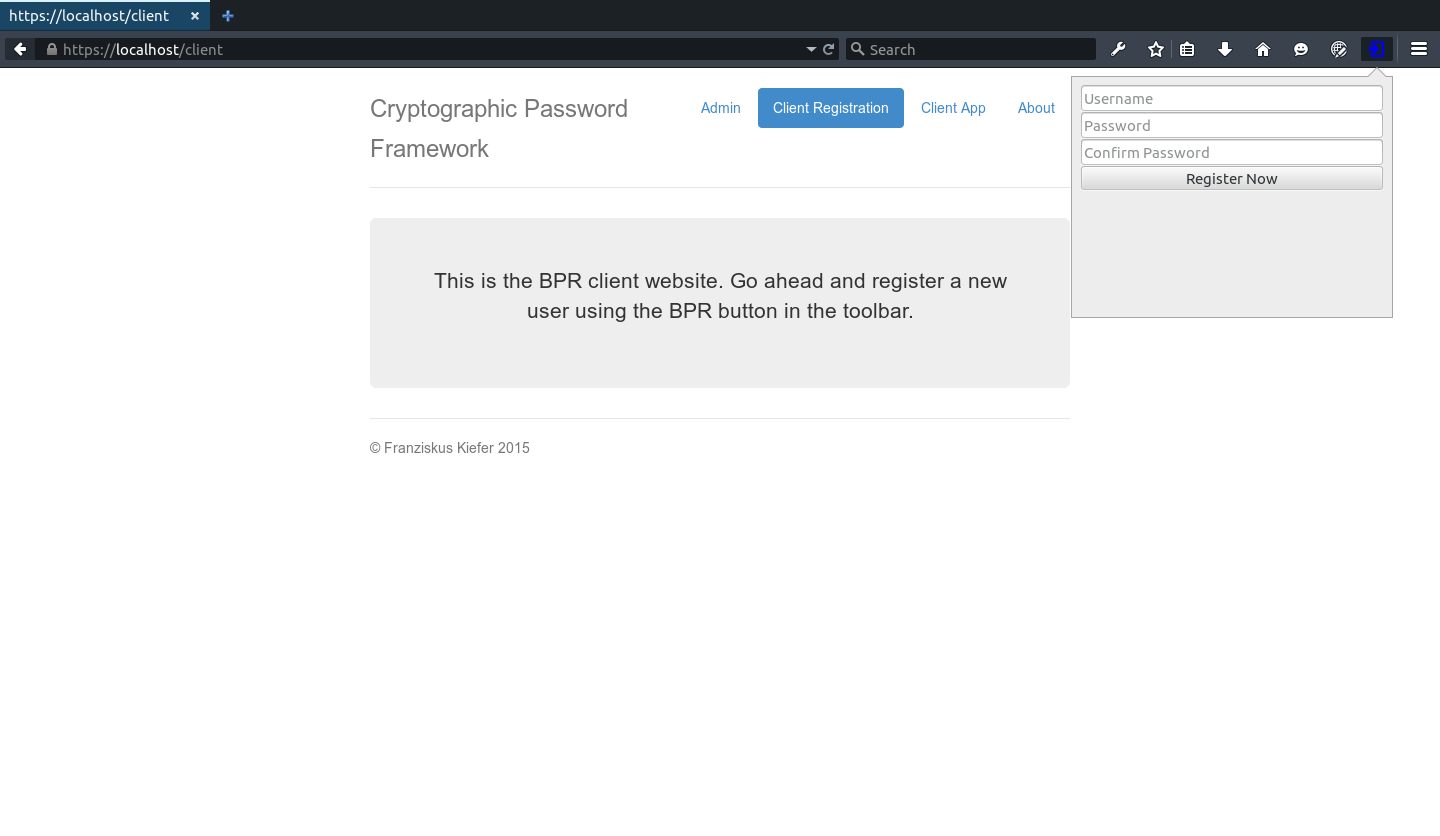 https://localhost/client
https://localhost/client
Search
Username
Password
Confirm Password
Register Now
Cryptographic Password
Framework
Admin
Client Registration
Client App
About
This is the BPR client website. Go ahead and register a new
user using the BPR button in the toolbar.
© Franziskus Kiefer 2015